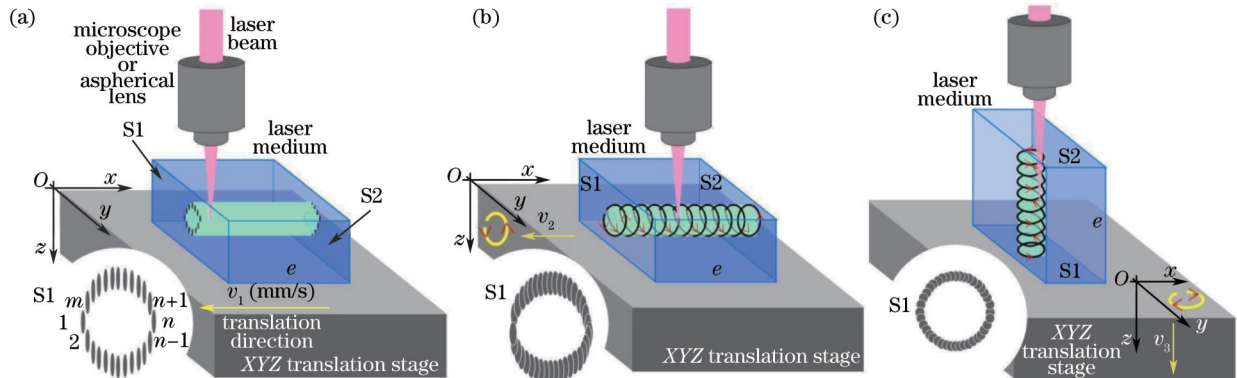 (a)
microscope
objective
or
aspherical
lens
laser
beam
S1
laser
medium
O
x
y
z
S2
e
S1
m
1
2
n+1
n
n−1
v₁ (mm/s)
translation
direction
XYZ translation stage
(b)
laser
medium
O
x
y
z
v₂
S1
S2
e
S1
XYZ translation stage
(c)
laser
medium
S2
e
S1
S1
O
x
y
z
v₃
XYZ
translation
stage